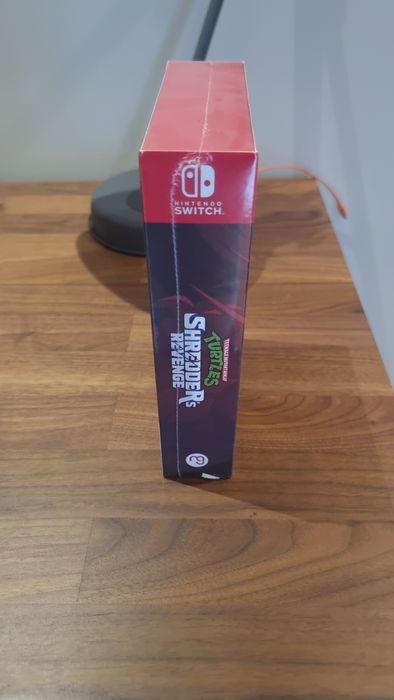 NINTENDO
SWITCH
TEENAGE MUTANT NINJA
TURTLES
SHREDDER'S
REVENGE